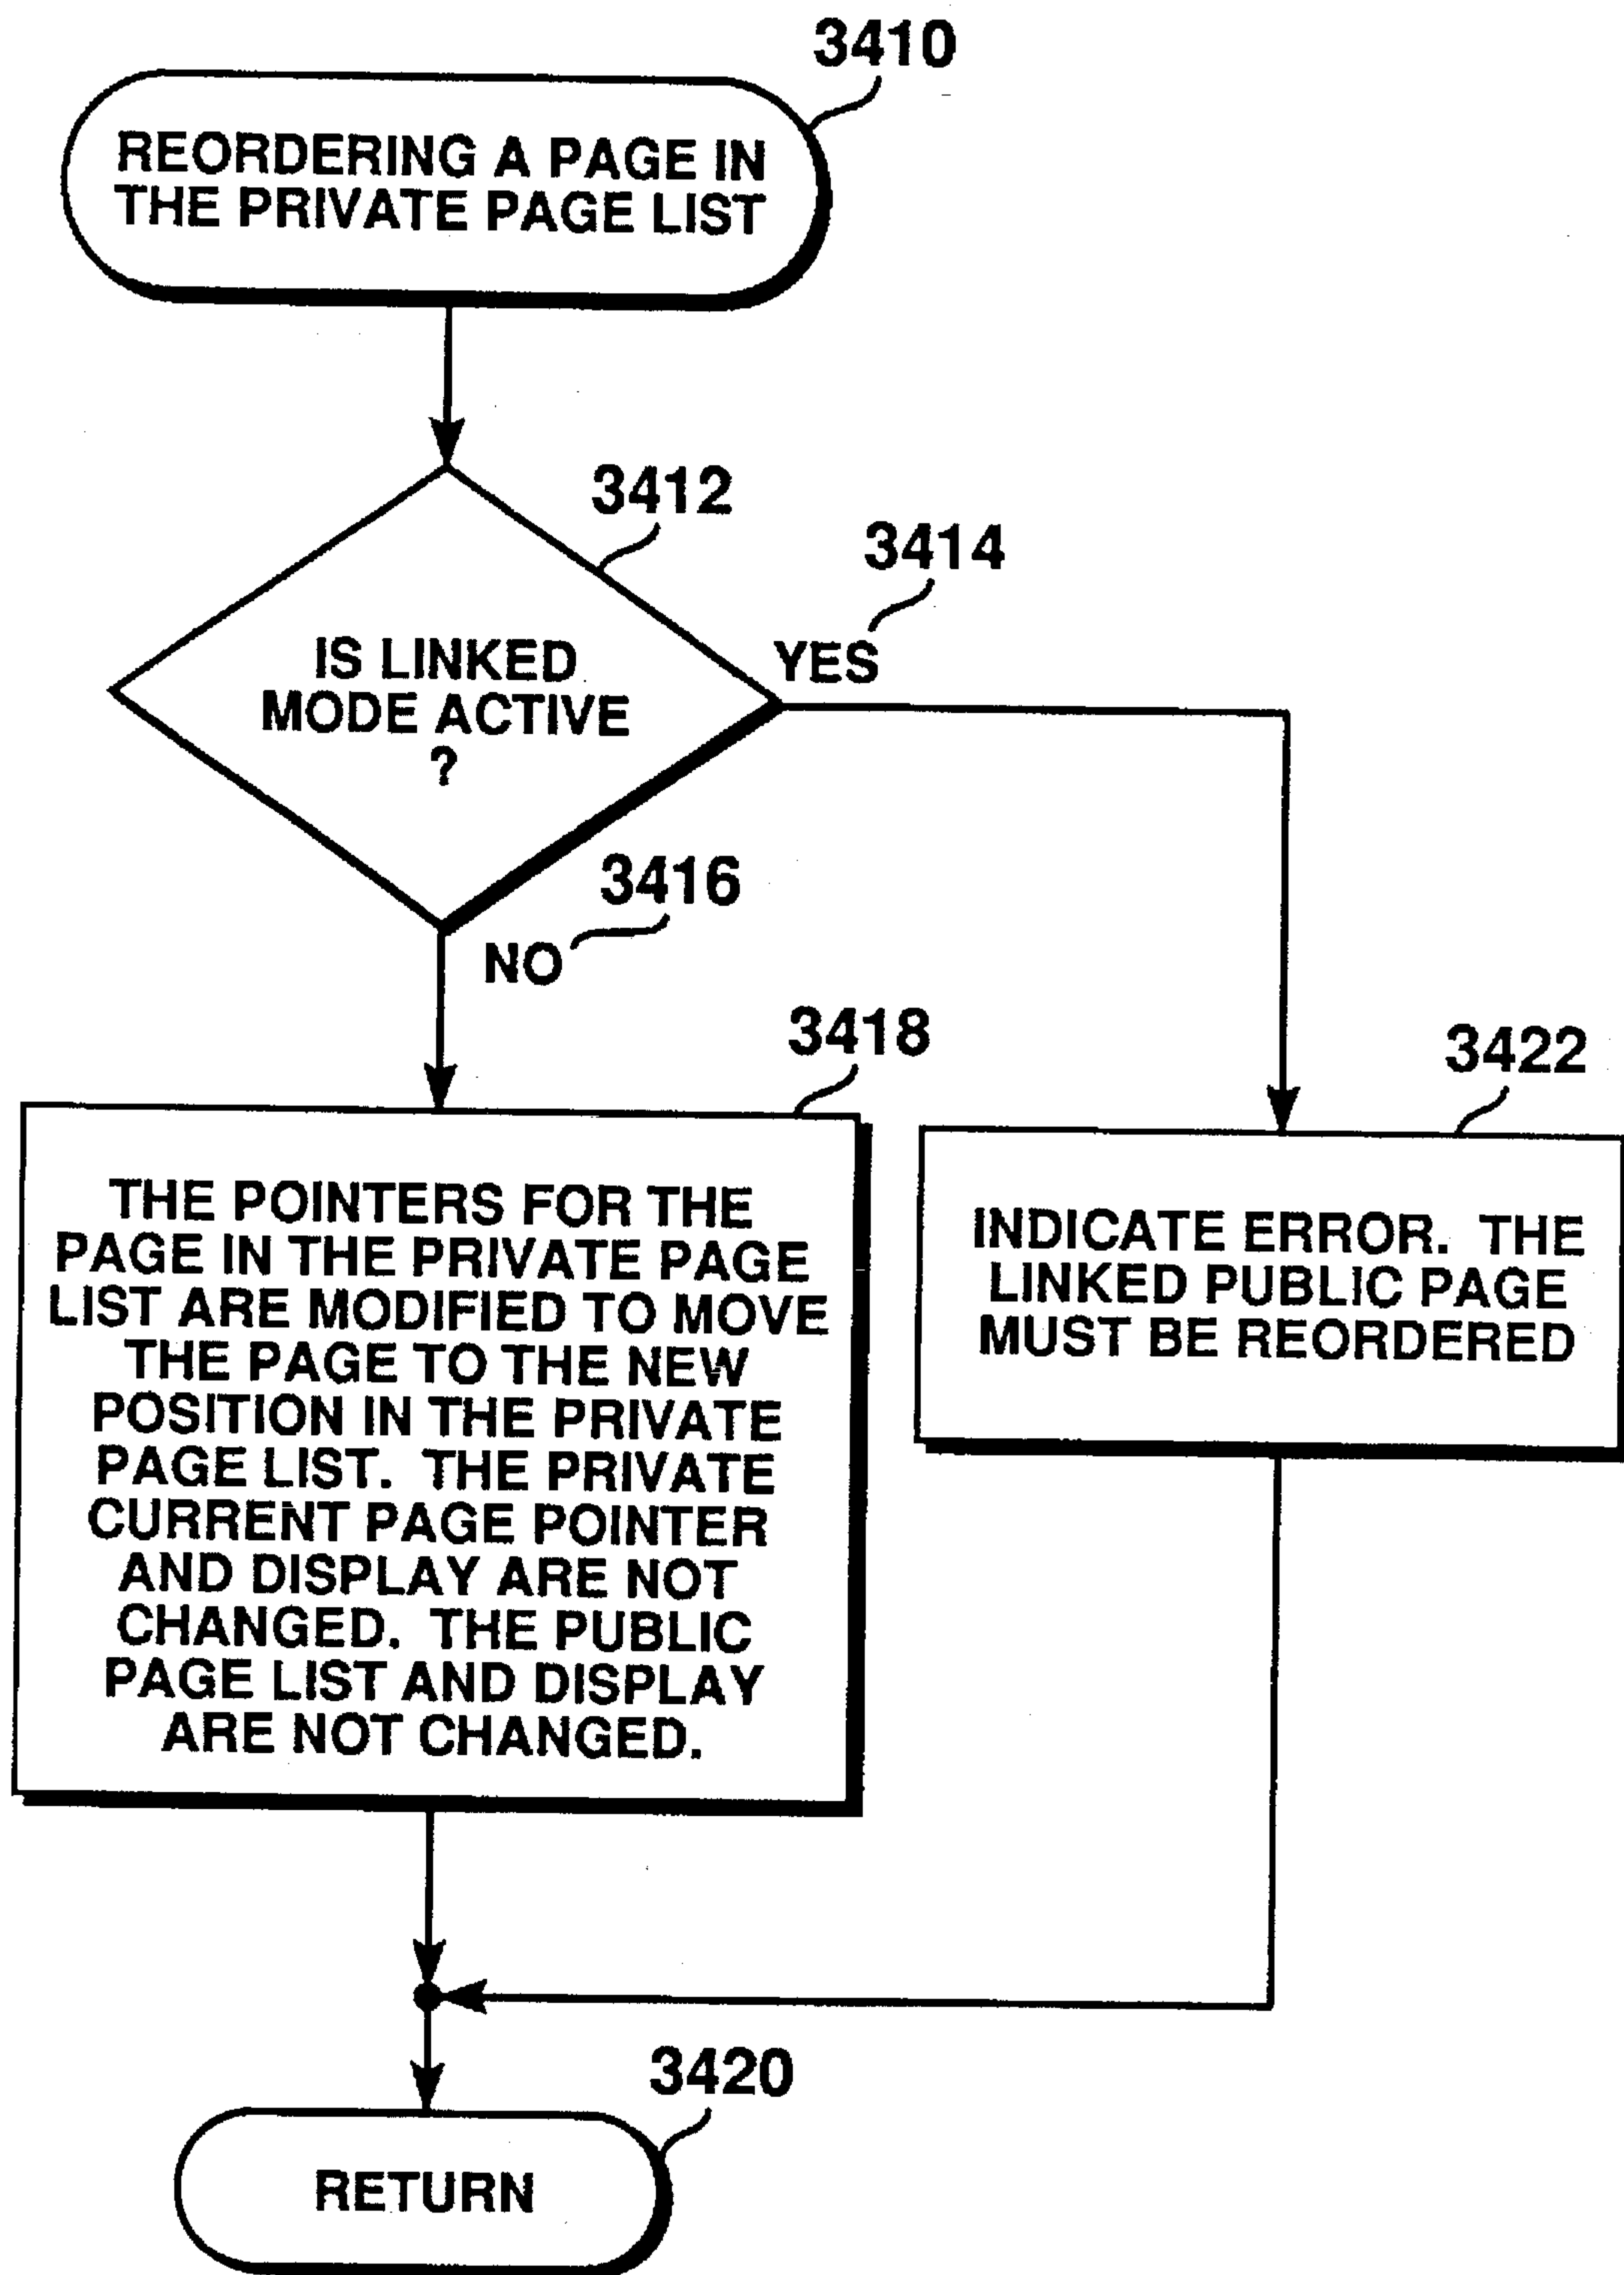 3410
REORDERING A PAGE IN
THE PRIVATE PAGE LIST
3412
3414
IS LINKED
MODE ACTIVE
?
YES
3416
NO
3418
3422
THE POINTERS FOR THE
PAGE IN THE PRIVATE PAGE
LIST ARE MODIFIED TO MOVE
THE PAGE TO THE NEW
POSITION IN THE PRIVATE
PAGE LIST. THE PRIVATE
CURRENT PAGE POINTER
AND DISPLAY ARE NOT
CHANGED. THE PUBLIC
PAGE LIST AND DISPLAY
ARE NOT CHANGED.
INDICATE ERROR. THE
LINKED PUBLIC PAGE
MUST BE REORDERED
3420
RETURN